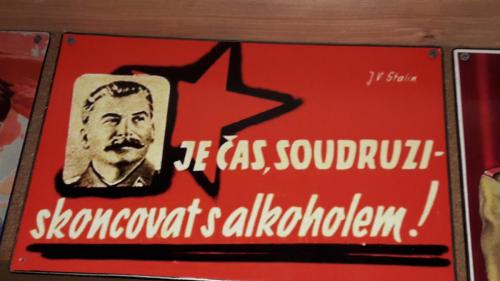 J V Stalin
JE ČAS, SOUDRUZI-
skoncovat s alkoholem!